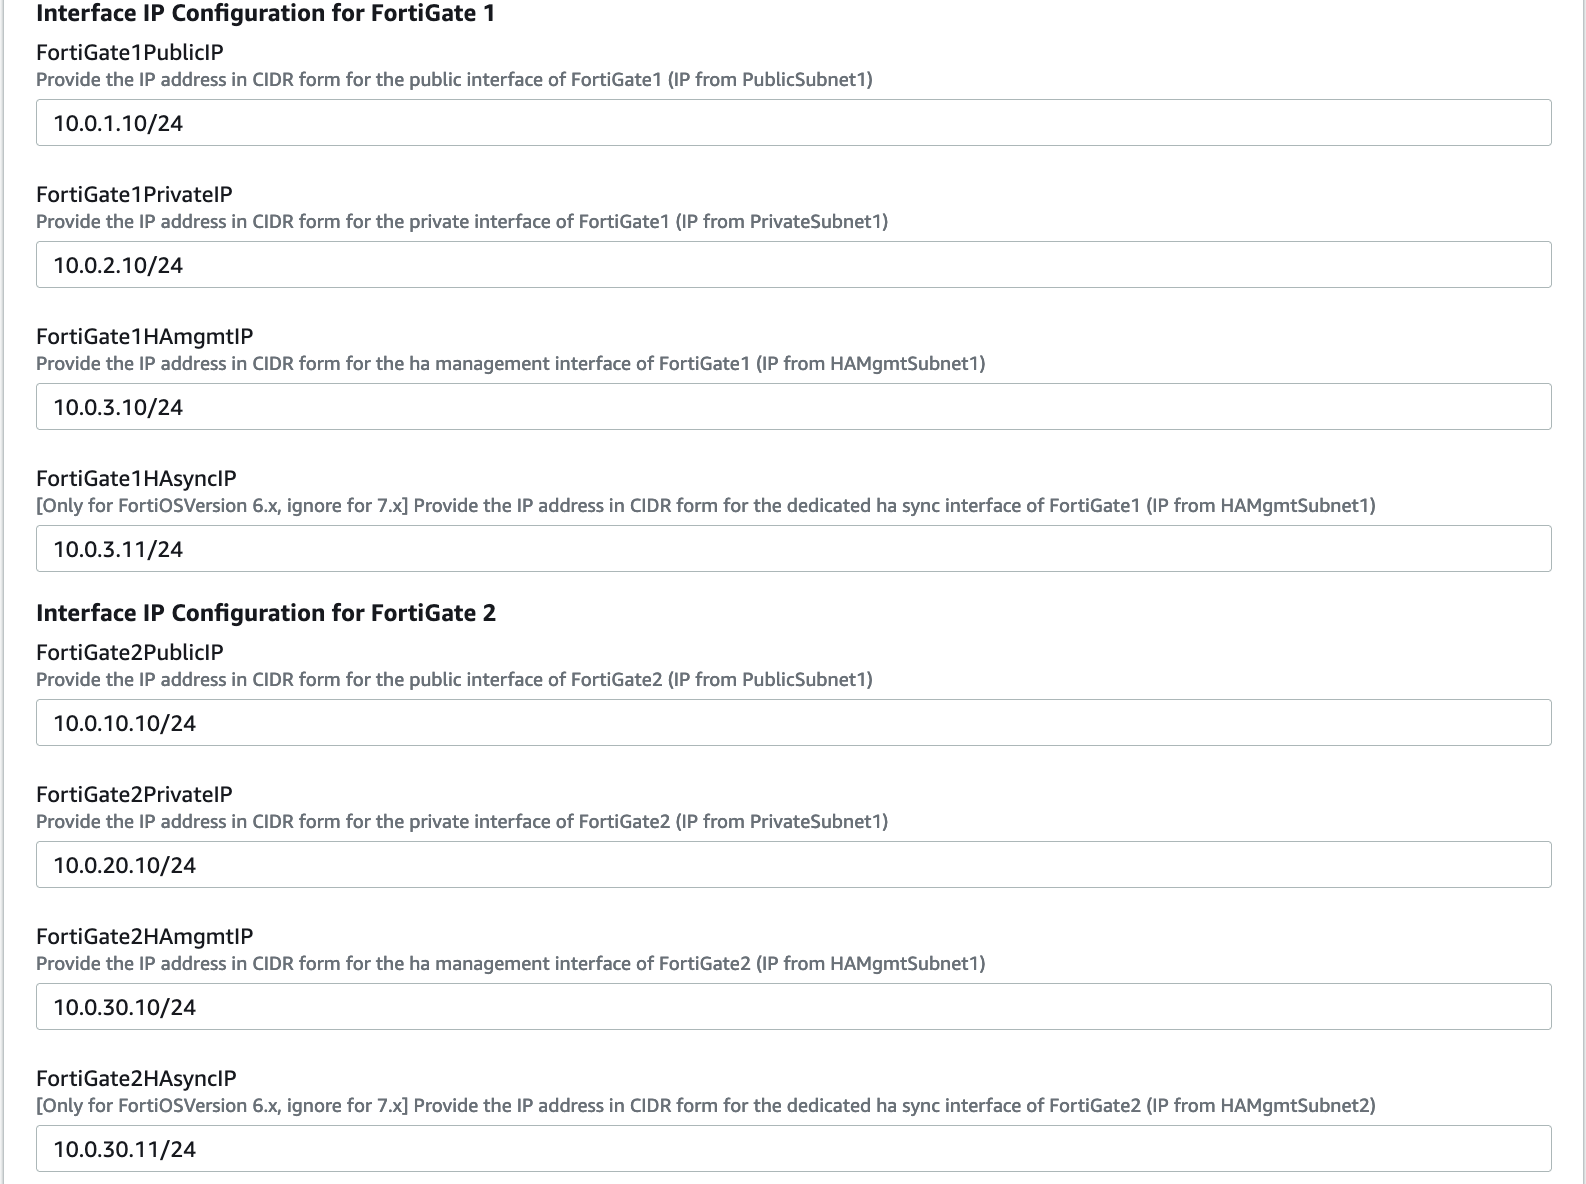 Interface IP Configuration for FortiGate 1
FortiGate1PublicIP
Provide the IP address in CIDR form for the public interface of FortiGate1 (IP from PublicSubnet1)
10.0.1.10/24
FortiGate1PrivateIP
Provide the IP address in CIDR form for the private interface of FortiGate1 (IP from PrivateSubnet1)
10.0.2.10/24
FortiGate1HAmgmtIP
Provide the IP address in CIDR form for the ha management interface of FortiGate1 (IP from HAMgmtSubnet1)
10.0.3.10/24
FortiGate1HAsyncIP
[Only for FortiOSVersion 6.x, ignore for 7.x] Provide the IP address in CIDR form for the dedicated ha sync interface of FortiGate1 (IP from HAMgmtSubnet1)
10.0.3.11/24
Interface IP Configuration for FortiGate 2
FortiGate2PublicIP
Provide the IP address in CIDR form for the public interface of FortiGate2 (IP from PublicSubnet1)
10.0.10.10/24
FortiGate2PrivateIP
Provide the IP address in CIDR form for the private interface of FortiGate2 (IP from PrivateSubnet1)
10.0.20.10/24
FortiGate2HAmgmtIP
Provide the IP address in CIDR form for the ha management interface of FortiGate2 (IP from HAMgmtSubnet1)
10.0.30.10/24
FortiGate2HAsyncIP
[Only for FortiOSVersion 6.x, ignore for 7.x] Provide the IP address in CIDR form for the dedicated ha sync interface of FortiGate2 (IP from HAMgmtSubnet2)
10.0.30.11/24